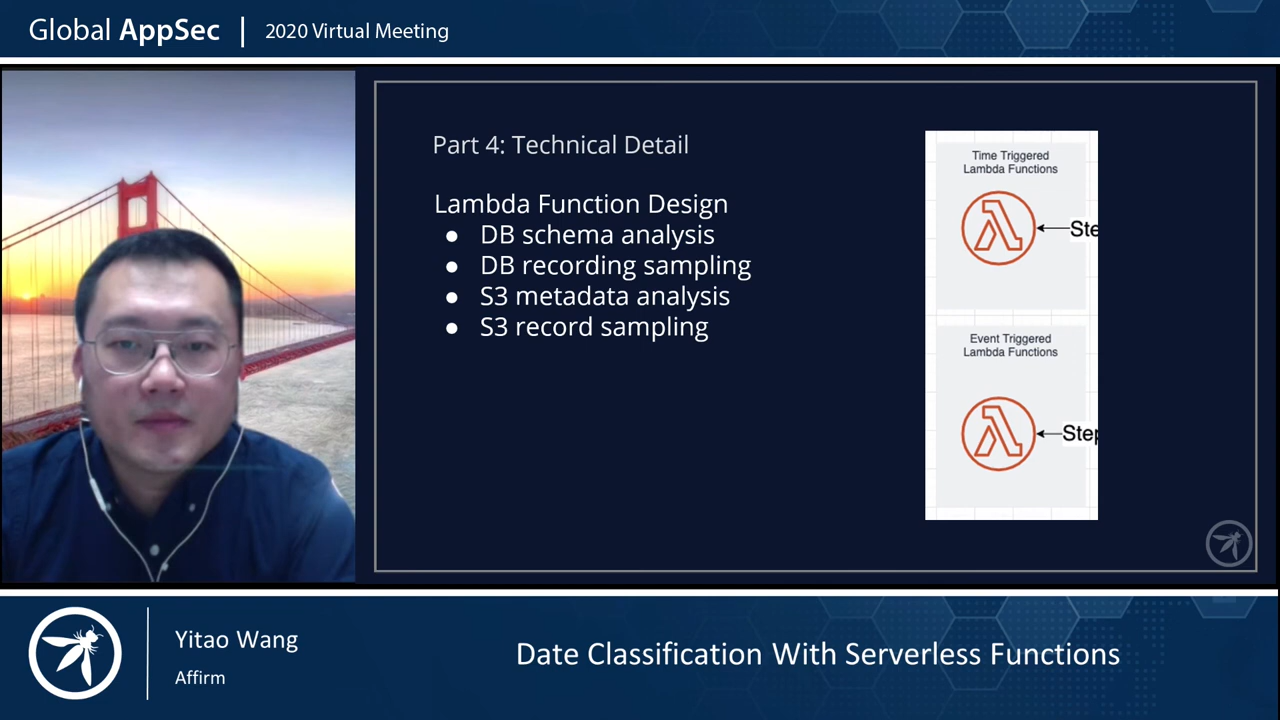 Global AppSec | 2020 Virtual Meeting
Part 4: Technical Detail
Lambda Function Design
● DB schema analysis
● DB recording sampling
● S3 metadata analysis
● S3 record sampling
Time Triggered
Lambda Functions
Ste
Event Triggered
Lambda Functions
Step
Yitao Wang
Affirm
Date Classification With Serverless Functions